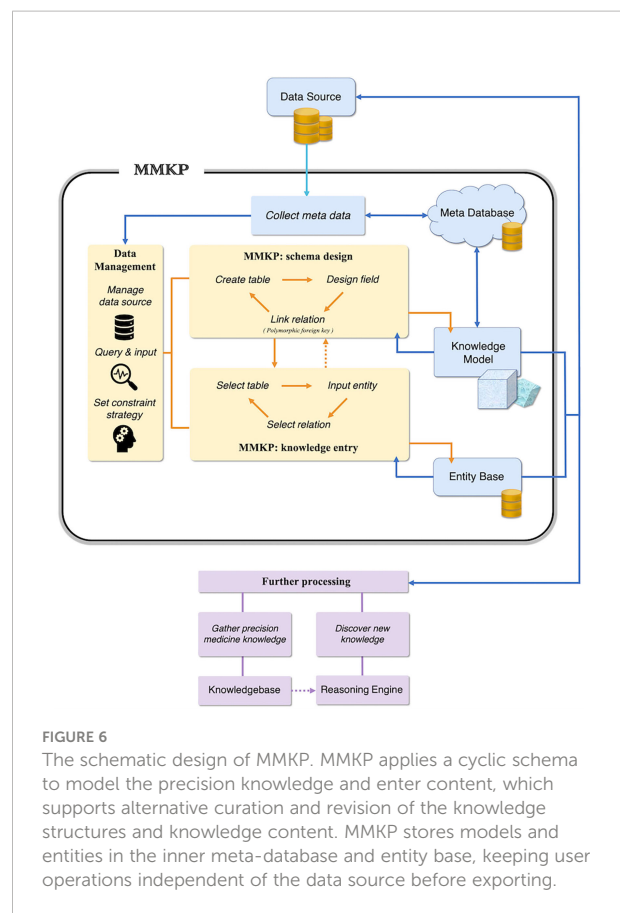 Data Source
MMKP
Collect meta data
Meta Database
Data
Management
Manage
data source
Query & input
Set constraint
strategy
MMKP: schema design
Create table
Design field
Link relation
( Polymorphic foreign key )
Select table
Input entity
Select relation
MMKP: knowledge entry
Knowledge
Model
Entity Base
Further processing
Gather precision
medicine knowledge
Discover new
knowledge
Knowledgebase
Reasoning Engine
FIGURE 6
The schematic design of MMKP. MMKP applies a cyclic schema
to model the precision knowledge and enter content, which
supports alternative curation and revision of the knowledge
structures and knowledge content. MMKP stores models and
entities in the inner meta-database and entity base, keeping user
operations independent of the data source before exporting.